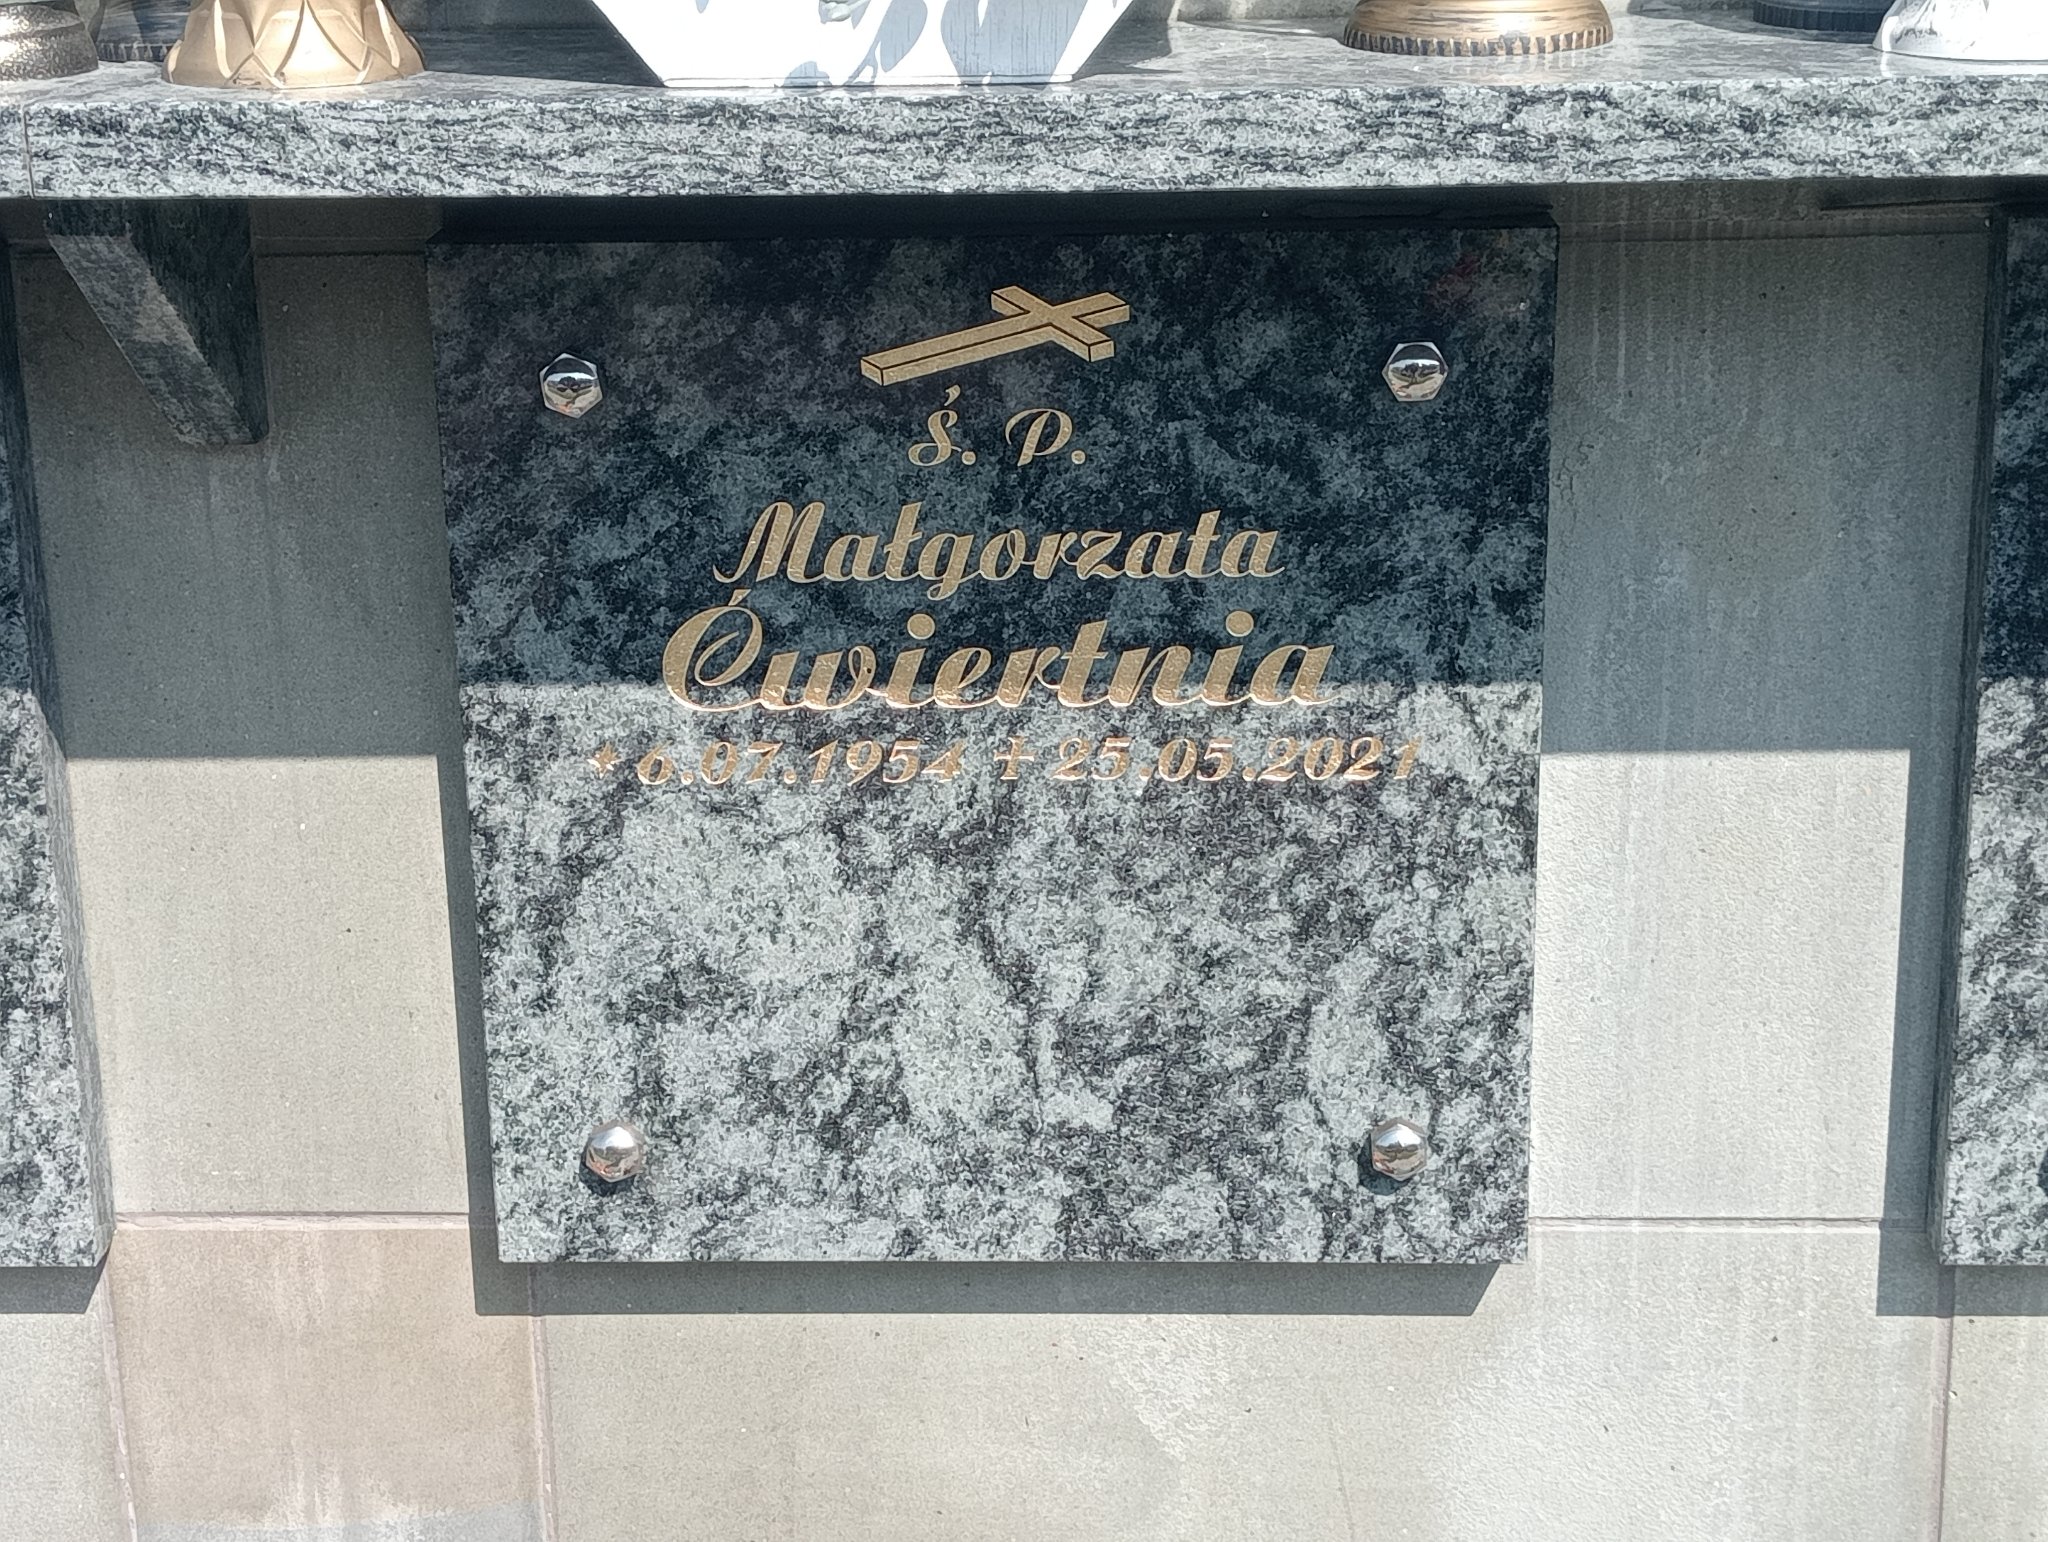 Ś. P.
Małgorzata
Ćwiertnia
* 6.07.1954 ✝ 25.05.2021